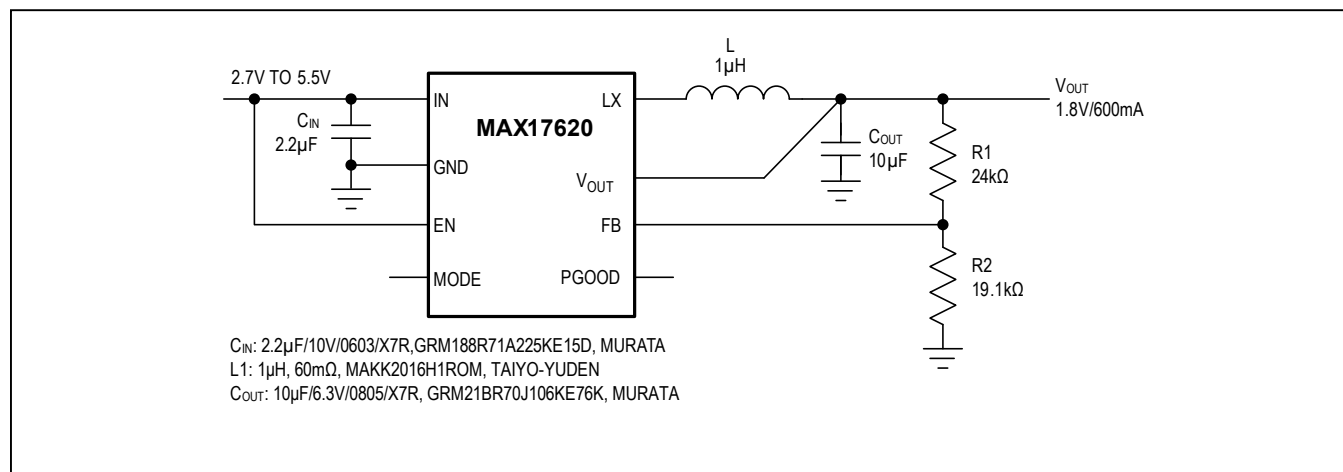 2.7V TO 5.5V
CIN
2.2µF
IN
GND
EN
MODE
MAX17620
LX
VOUT
FB
PGOOD
L
1µH
COUT
10µF
VOUT
1.8V/600mA
R1
24kΩ
R2
19.1kΩ
CIN: 2.2µF/10V/0603/X7R,GRM188R71A225KE15D, MURATA
L1: 1µH, 60mΩ, MAKK2016H1ROM, TAIYO-YUDEN
COUT: 10µF/6.3V/0805/X7R, GRM21BR70J106KE76K, MURATA